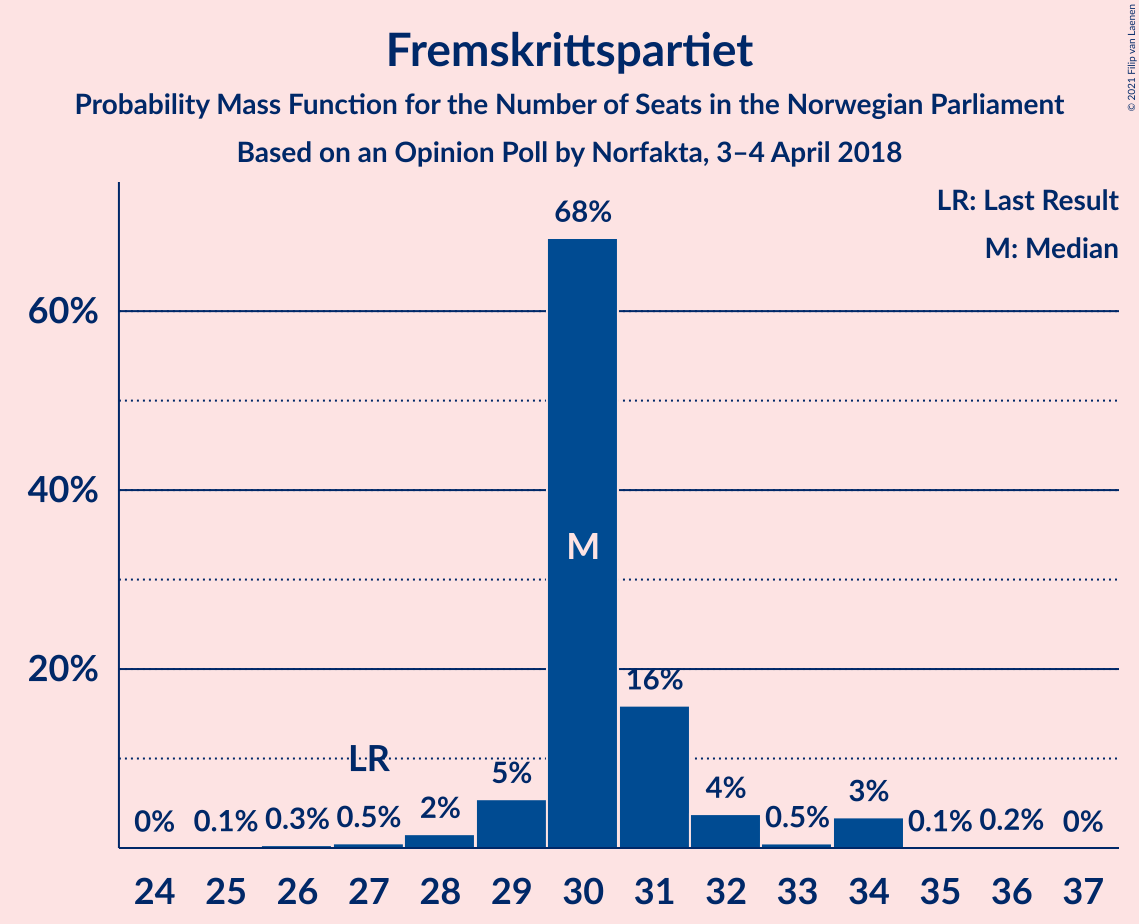 Fremskrittspartiet
Probability Mass Function for the Number of Seats in the Norwegian Parliament
Based on an Opinion Poll by Norfakta, 3–4 April 2018
© 2021 Filip van Laenen
LR: Last Result
M: Median
60%
40%
20%
0%
0.1%
0.3%
0.5%
LR
2%
5%
68%
M
16%
4%
0.5%
3%
0.1%
0.2%
0%
24 25 26 27 28 29 30 31 32 33 34 35 36 37